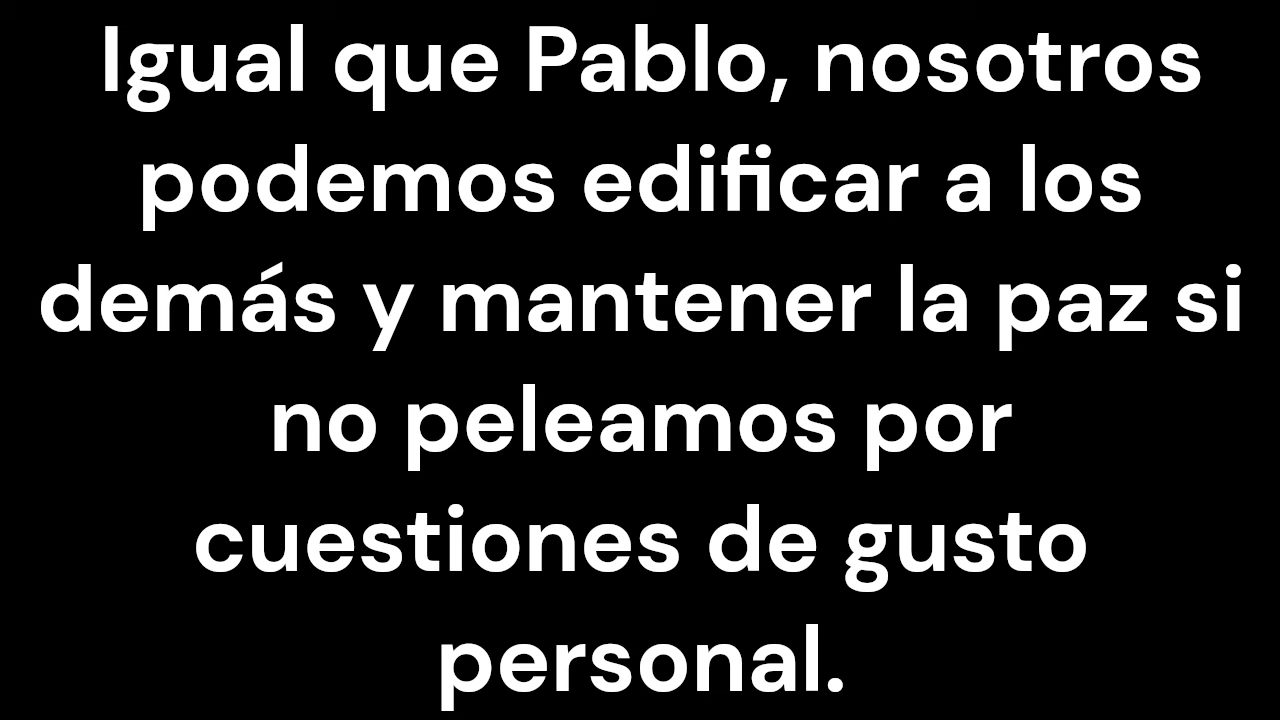 Igual que Pablo, nosotros
podemos edificar a los
demás y mantener la paz si
no peleamos por
cuestiones de gusto
personal.